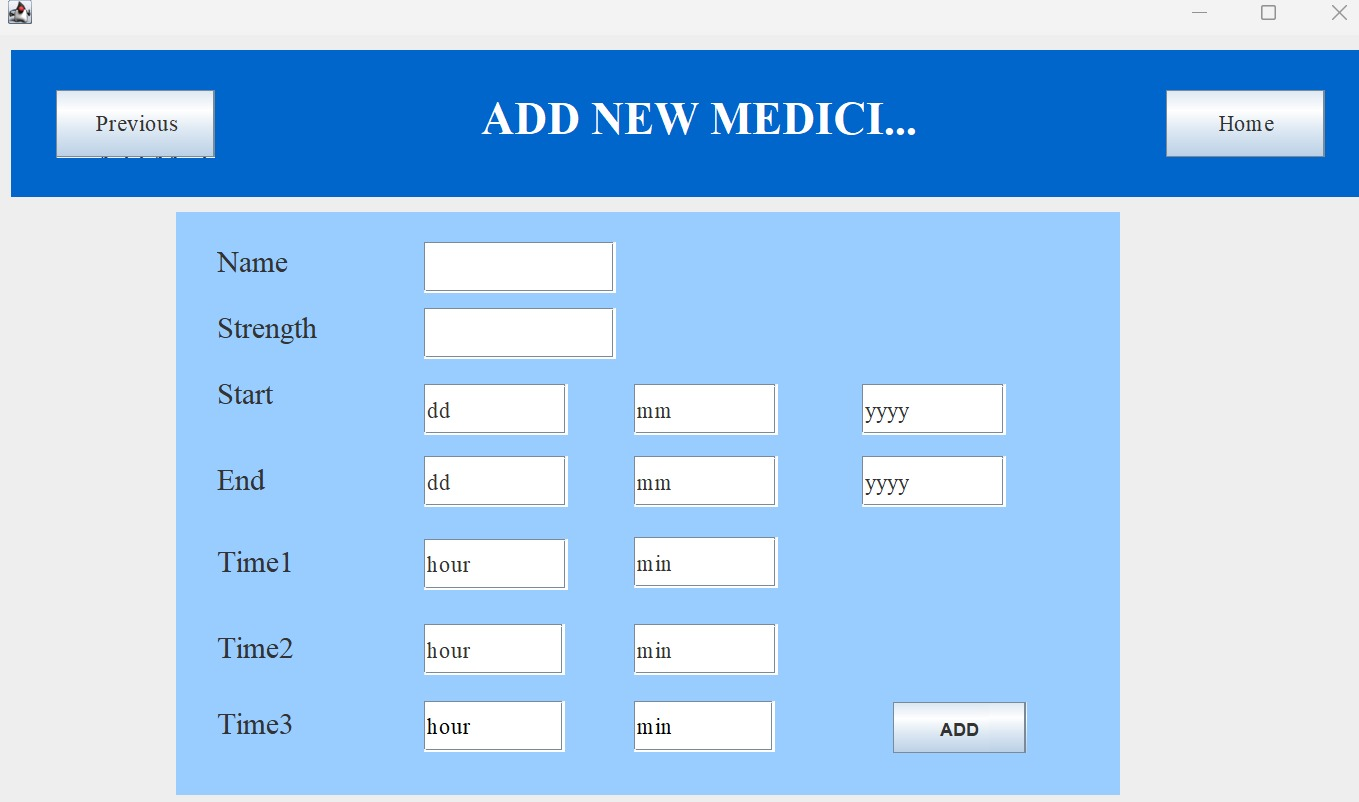 Previous
ADD NEW MEDICI...
Home
Name
Strength
Start dd mm yyyy
End dd mm yyyy
Time1 hour min
Time2 hour min
Time3 hour min ADD